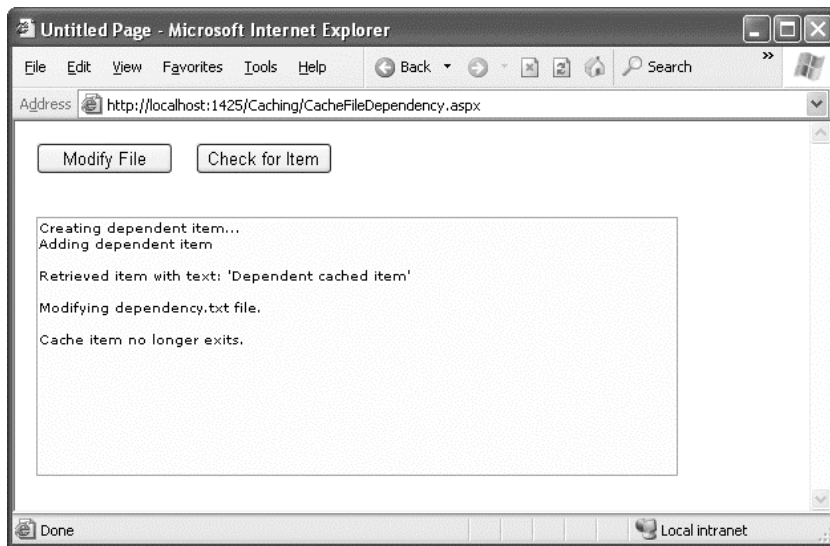 Untitled Page - Microsoft Internet Explorer
File Edit View Favorites Tools Help Back Search »
Address http://localhost:1425/Caching/CacheFileDependency.aspx
Modify File Check for Item
Creating dependent item...
Adding dependent item
Retrieved item with text: 'Dependent cached item'
Modifying dependency.txt file.
Cache item no longer exits.
Done Local intranet